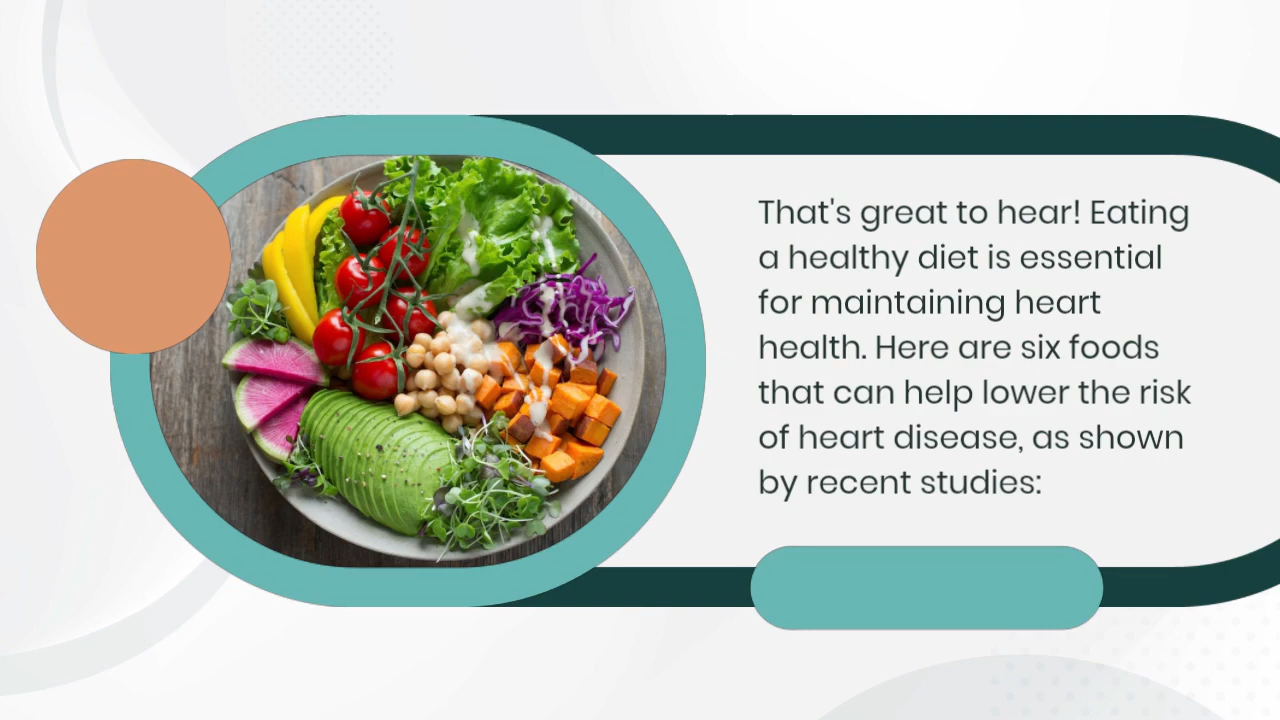 That's great to hear! Eating
a healthy diet is essential
for maintaining heart
health. Here are six foods
that can help lower the risk
of heart disease, as shown
by recent studies: